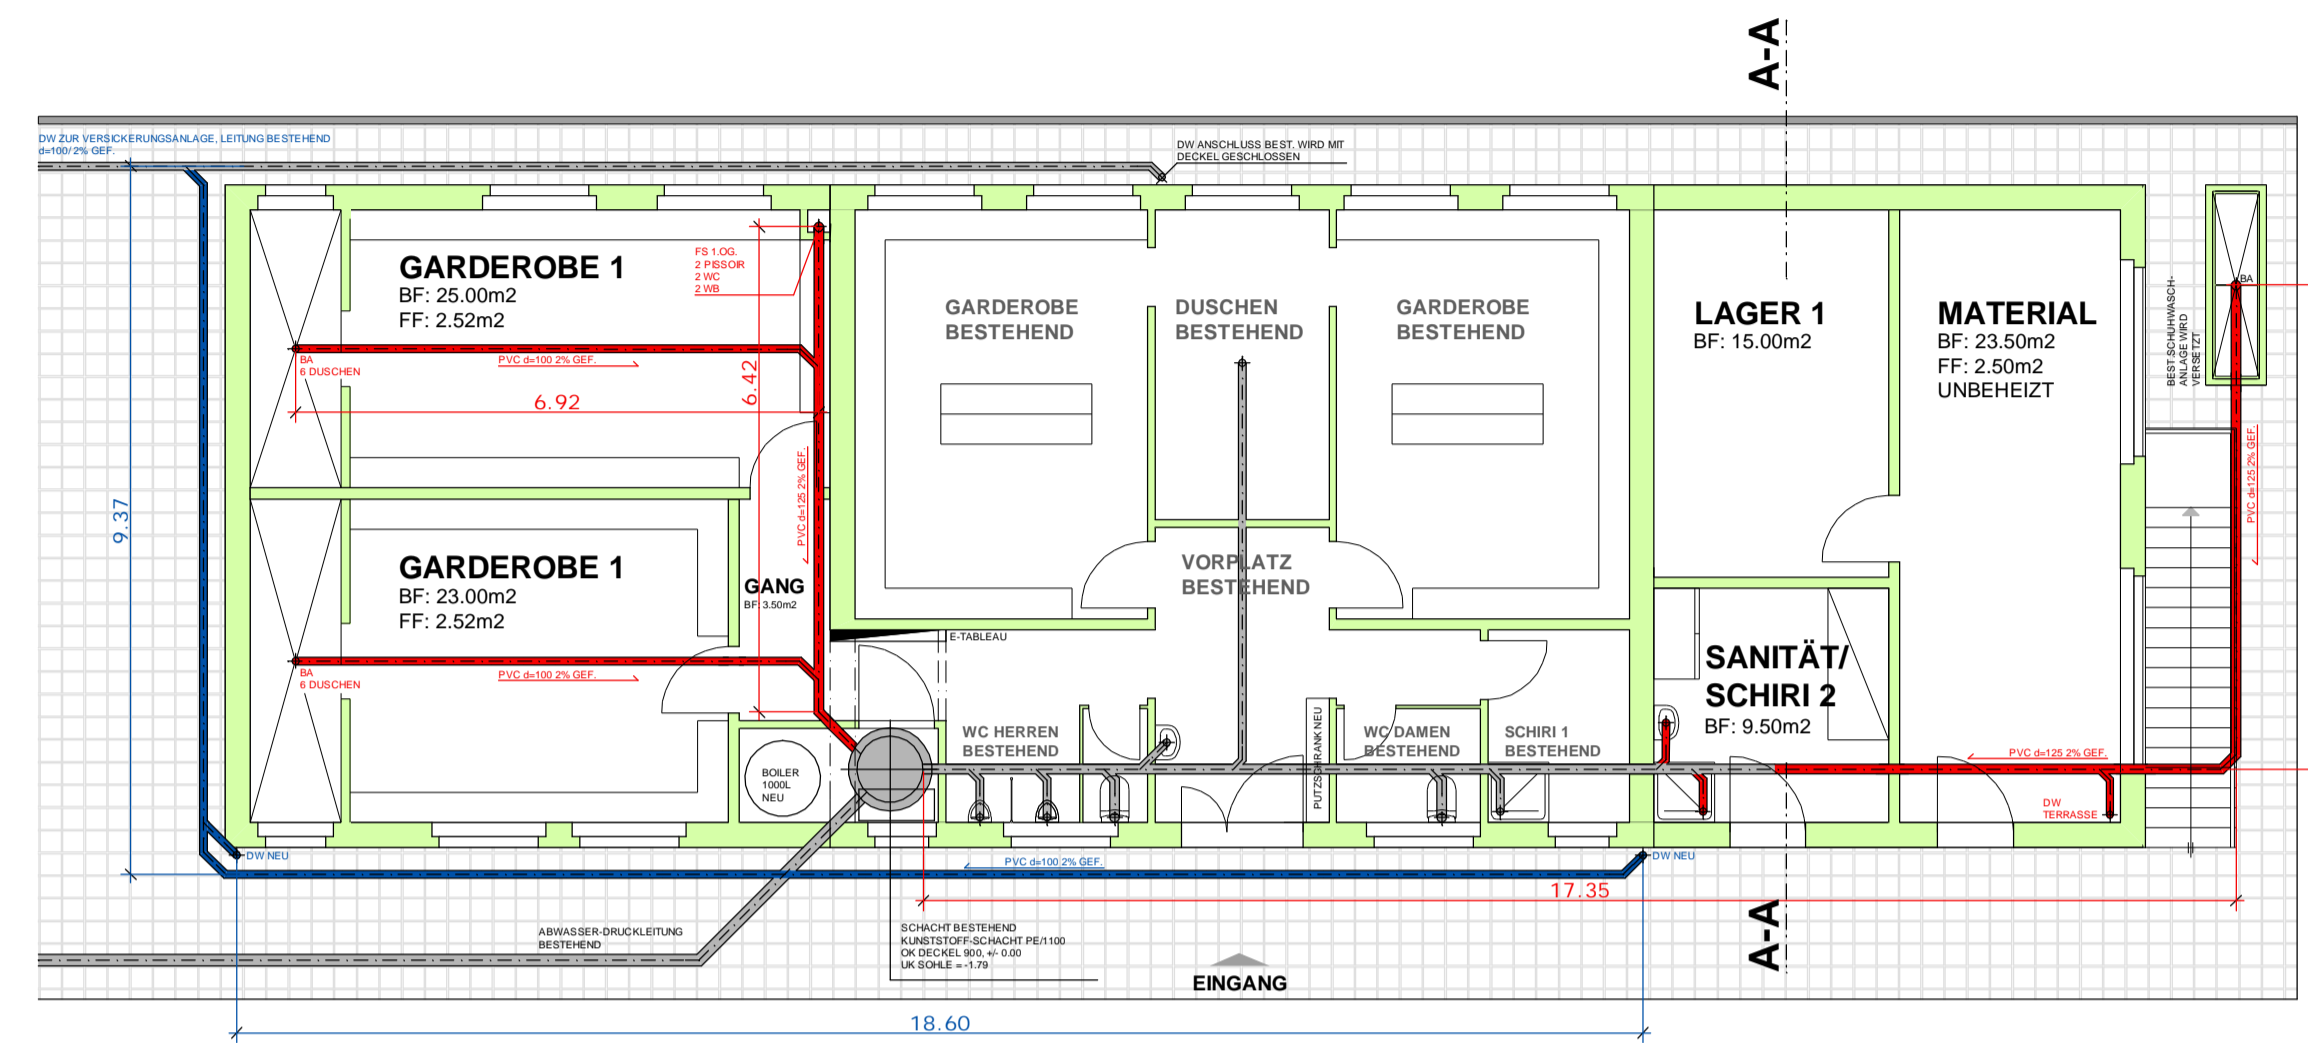 A-A
DW ZUR VERSICKERUNGSANLAGE, LEITUNG BESTEHEND
d=100/ 2% GEF.
DW ANSCHLUSS BEST. WIRD MIT
DECKEL GESCHLOSSEN
GARDEROBE 1
BF: 25.00m2
FF: 2.52m2
FS 1.OG.
2 PISSOIR
2 WC
2 WB
BA
6 DUSCHEN
PVC d=100 2% GEF.
6.92
6.42
PVC d=125 2% GEF.
9.37
GARDEROBE
BESTEHEND
DUSCHEN
BESTEHEND
GARDEROBE
BESTEHEND
LAGER 1
BF: 15.00m2
MATERIAL
BF: 23.50m2
FF: 2.50m2
UNBEHEIZT
BEST.SCHUHWASCH-
ANLAGE WIRD
VERSETZT
BA
PVC d=125 2% GEF.
GARDEROBE 1
BF: 23.00m2
FF: 2.52m2
GANG
BF: 3.50m2
VORPLATZ
BESTEHEND
E-TABLEAU
BA
6 DUSCHEN
PVC d=100 2% GEF.
SANITÄT/
SCHIRI 2
BF: 9.50m2
WC HERREN
BESTEHEND
PUTZSCHRANK NEU
WC DAMEN
BESTEHEND
SCHIRI 1
BESTEHEND
BOILER
1000L
NEU
PVC d=125 2% GEF.
DW
TERRASSE
DW NEU
PVC d=100 2% GEF.
DW NEU
17.35
ABWASSER-DRUCKLEITUNG
BESTEHEND
SCHACHT BESTEHEND
KUNSTSTOFF-SCHACHT PE/1100
OK DECKEL 900, +/- 0.00
UK SOHLE = -1.79
EINGANG
A-A
18.60